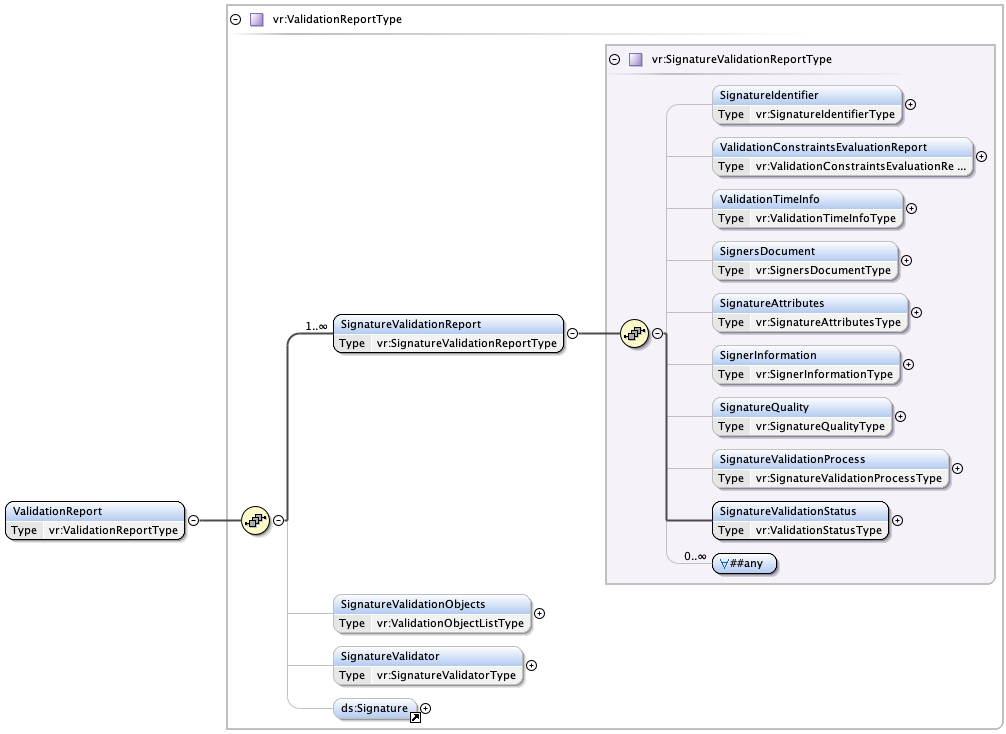 vr:ValidationReportType
vr:SignatureValidationReportType
SignatureIdentifier
Type vr:SignatureIdentifierType
ValidationConstraintsEvaluationReport
Type vr:ValidationConstraintsEvaluationRe ...
ValidationTimeInfo
Type vr:ValidationTimeInfoType
SignersDocument
Type vr:SignersDocumentType
SignatureAttributes
Type vr:SignatureAttributesType
1..∞
SignatureValidationReport
Type vr:SignatureValidationReportType
SignerInformation
Type vr:SignerInformationType
SignatureQuality
Type vr:SignatureQualityType
SignatureValidationProcess
Type vr:SignatureValidationProcessType
SignatureValidationStatus
Type vr:ValidationStatusType
0..∞
∀##any
ValidationReport
Type vr:ValidationReportType
SignatureValidationObjects
Type vr:ValidationObjectListType
SignatureValidator
Type vr:SignatureValidatorType
ds:Signature